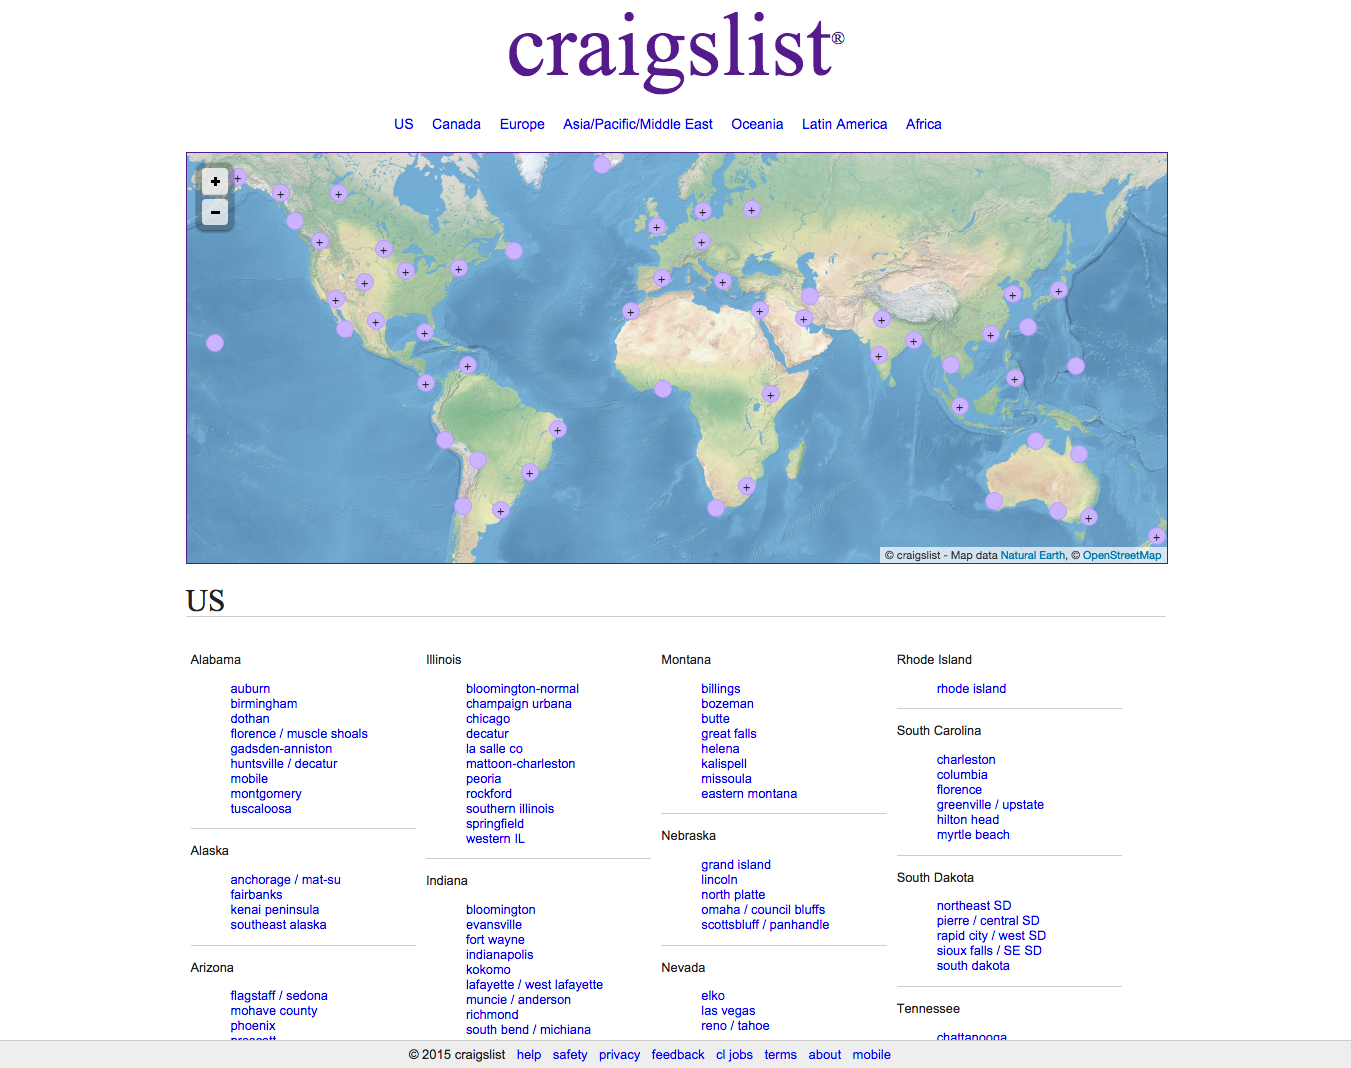 craigslist®
US Canada Europe Asia/Pacific/Middle East Oceania Latin America Africa
+
−
© craigslist - Map data Natural Earth, © OpenStreetMap
US
Alabama
auburn
birmingham
dothan
florence / muscle shoals
gadsden-anniston
huntsville / decatur
mobile
montgomery
tuscaloosa
Alaska
anchorage / mat-su
fairbanks
kenai peninsula
southeast alaska
Arizona
flagstaff / sedona
mohave county
phoenix
prescott
Illinois
bloomington-normal
champaign urbana
chicago
decatur
la salle co
mattoon-charleston
peoria
rockford
southern illinois
springfield
western IL
Indiana
bloomington
evansville
fort wayne
indianapolis
kokomo
lafayette / west lafayette
muncie / anderson
richmond
south bend / michiana
Montana
billings
bozeman
butte
great falls
helena
kalispell
missoula
eastern montana
Nebraska
grand island
lincoln
north platte
omaha / council bluffs
scottsbluff / panhandle
Nevada
elko
las vegas
reno / tahoe
Rhode Island
rhode island
South Carolina
charleston
columbia
florence
greenville / upstate
hilton head
myrtle beach
South Dakota
northeast SD
pierre / central SD
rapid city / west SD
sioux falls / SE SD
south dakota
Tennessee
chattanooga
© 2015 craigslist help safety privacy feedback cl jobs terms about mobile